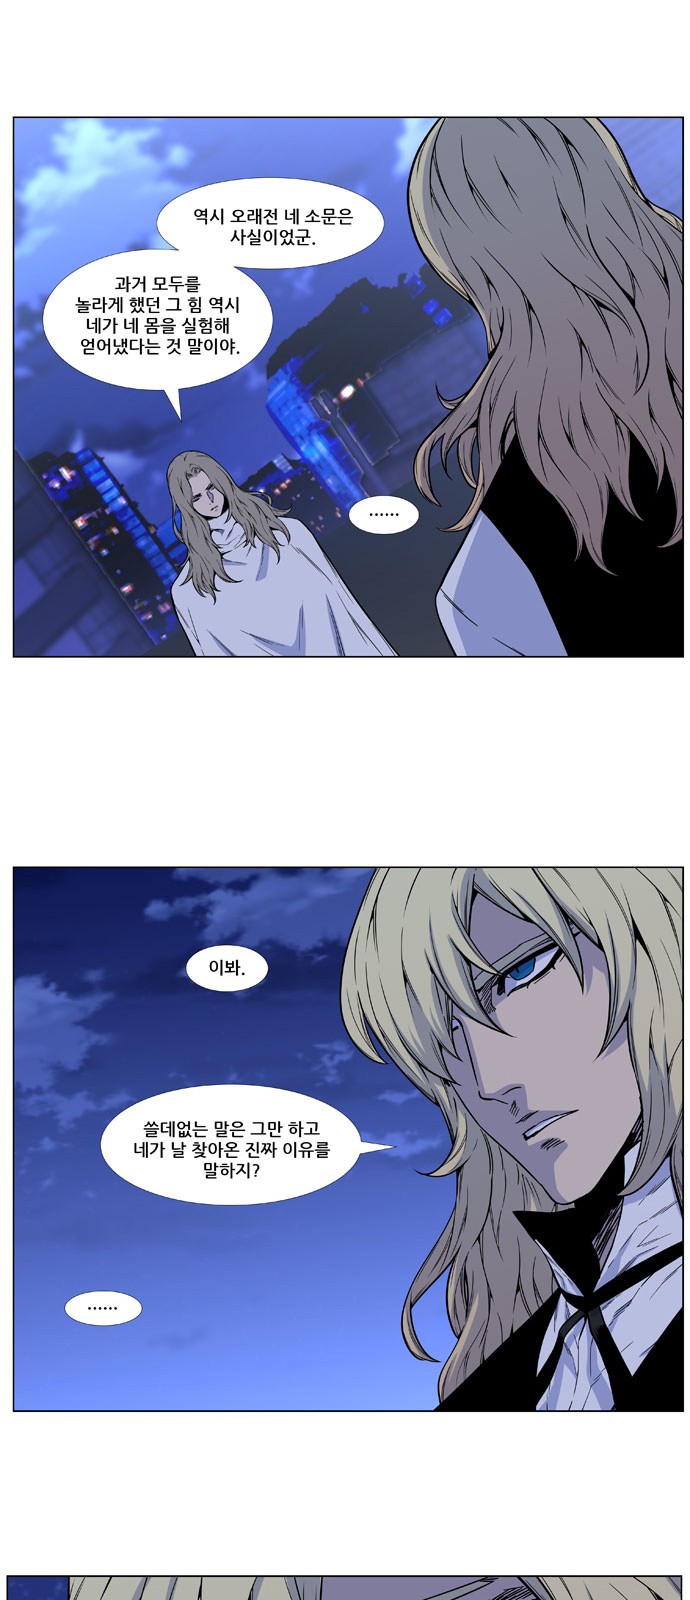 역시 오래전 네 소문은
사실이었군.
과거 모두를
놀라게 했던 그 힘 역시
네가 네 몸을 실험해
얻어냈다는 것 말이야.
······
이봐.
쓸데없는 말은 그만 하고
네가 날 찾아온 진짜 이유를
말하지?
······